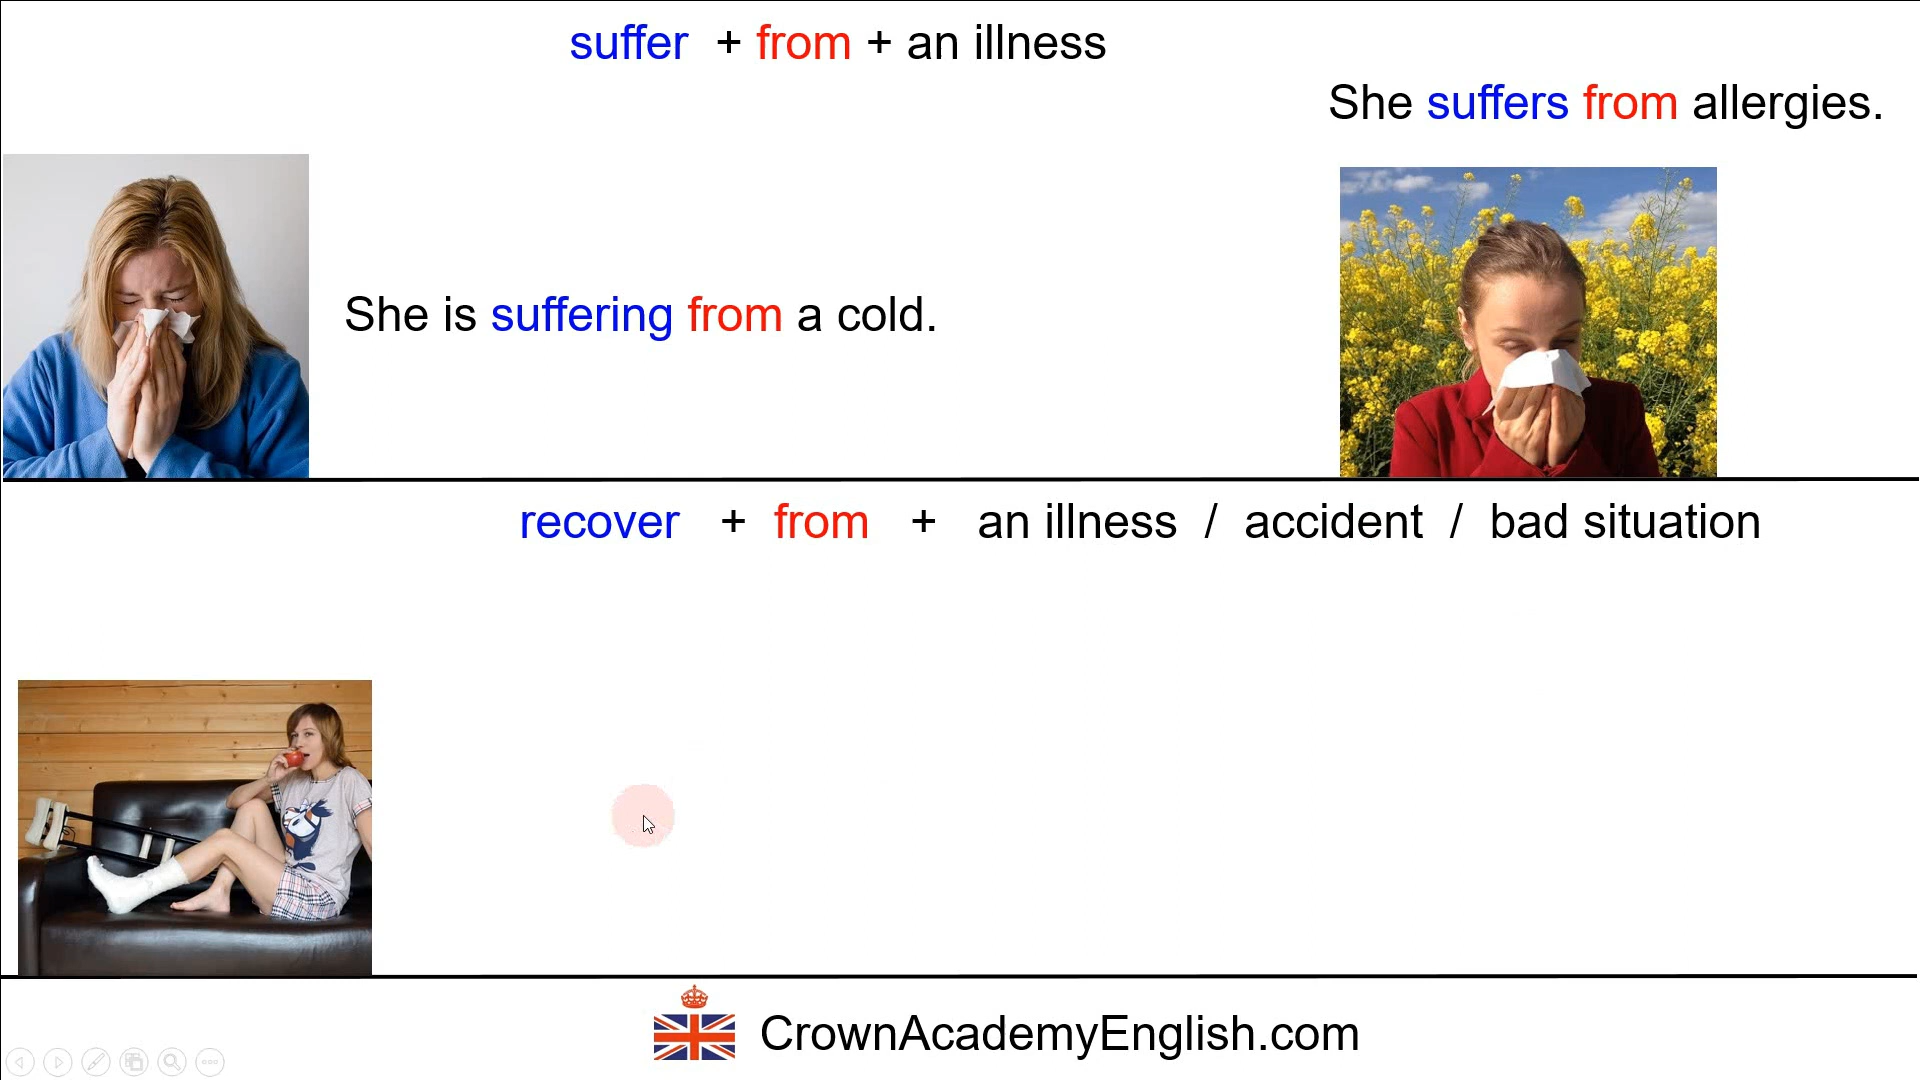 suffer + from + an illness
She suffers from allergies.
She is suffering from a cold.
recover + from + an illness / accident / bad situation
CrownAcademyEnglish.com